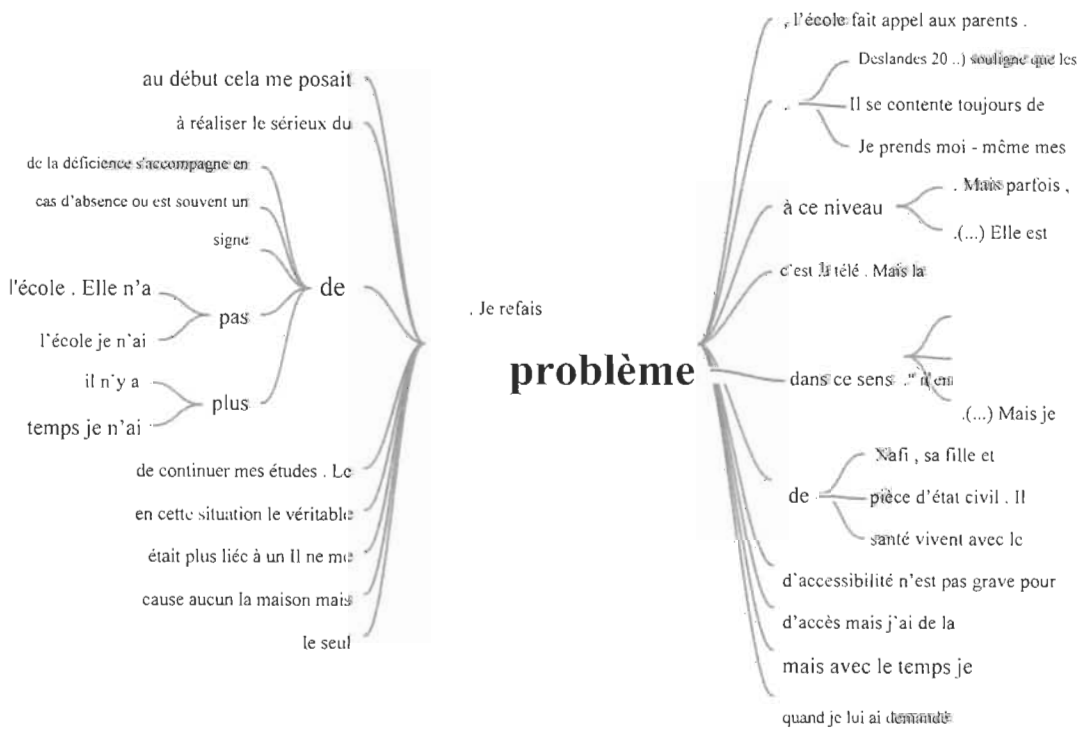 au début cela me posait
à réaliser le sérieux du
de la déficience s'accompagne en
cas d'absence ou est souvent un
signe
l'école . Elle n'a
l'école je n'ai
pas
il n'y a
temps je n'ai
plus
de
de continuer mes études . Le
en cette situation le véritable
était plus liée à un Il ne me
cause aucun la maison mais
le seul
. Je refais
problème
, l'école fait appel aux parents .
.
Deslandes 20 ..) souligne que les
Il se contente toujours de
Je prends moi - même mes
à ce niveau
. Mais parfois ,
.(...) Elle est
c'est la télé . Mais la
dans ce sens ." n'en
.(...) Mais je
de
Nafi , sa fille et
pièce d'état civil . Il
santé vivent avec le
d'accessibilité n'est pas grave pour
d'accès mais j'ai de la
mais avec le temps je
quand je lui ai demandé